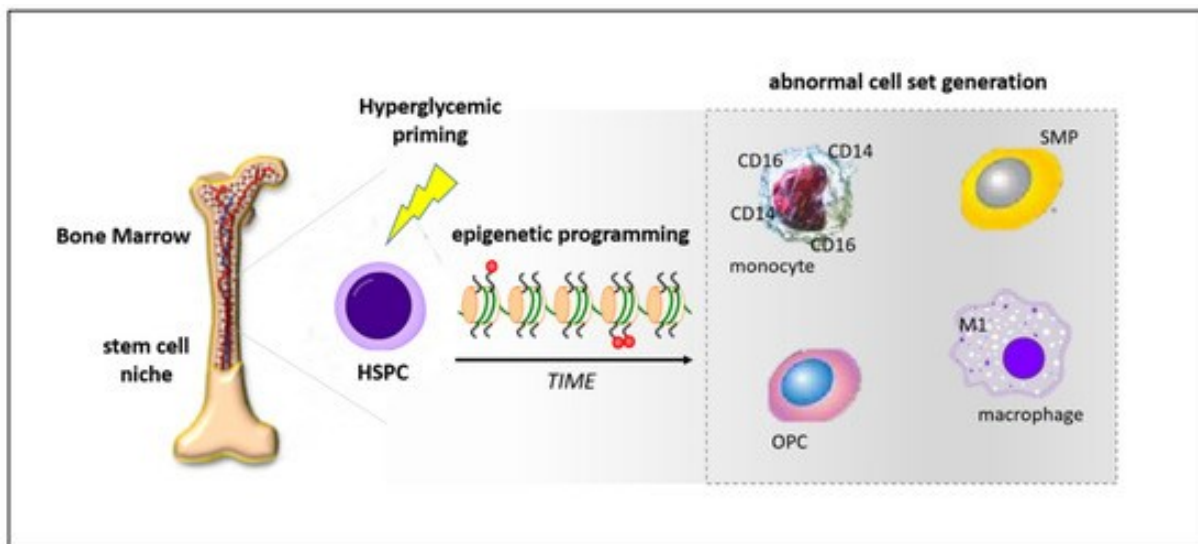 abnormal cell set generation
Hyperglycemic
priming
Bone Marrow
stem cell
niche
HSPC
epigenetic programming
TIME
CD16
CD14
CD14
CD16
monocyte
SMP
OPC
M1
macrophage